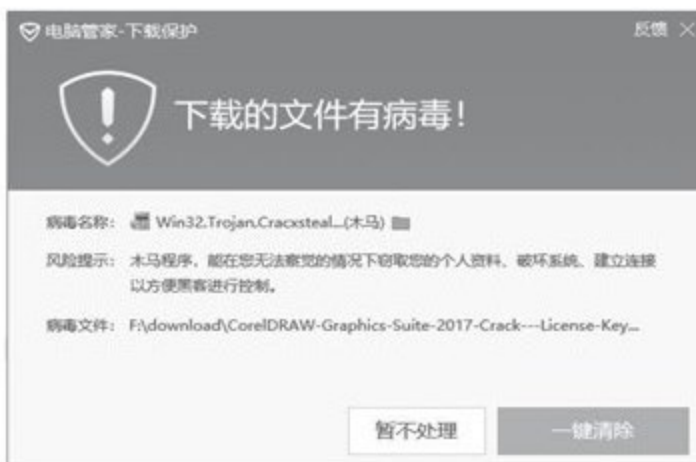 电脑管家-下载保护 反馈
下载的文件有病毒!
病毒名称: Win32.Trojan.Cracxsteal...(木马)
风险提示: 木马程序,能在您无法察觉的情况下窃取您的个人资料、破坏系统、建立连接
以方便黑客进行控制。
病毒文件: F:\download\CorelDRAW-Graphics-Suite-2017-Crack---License-Key...
暂不处理 一键清除